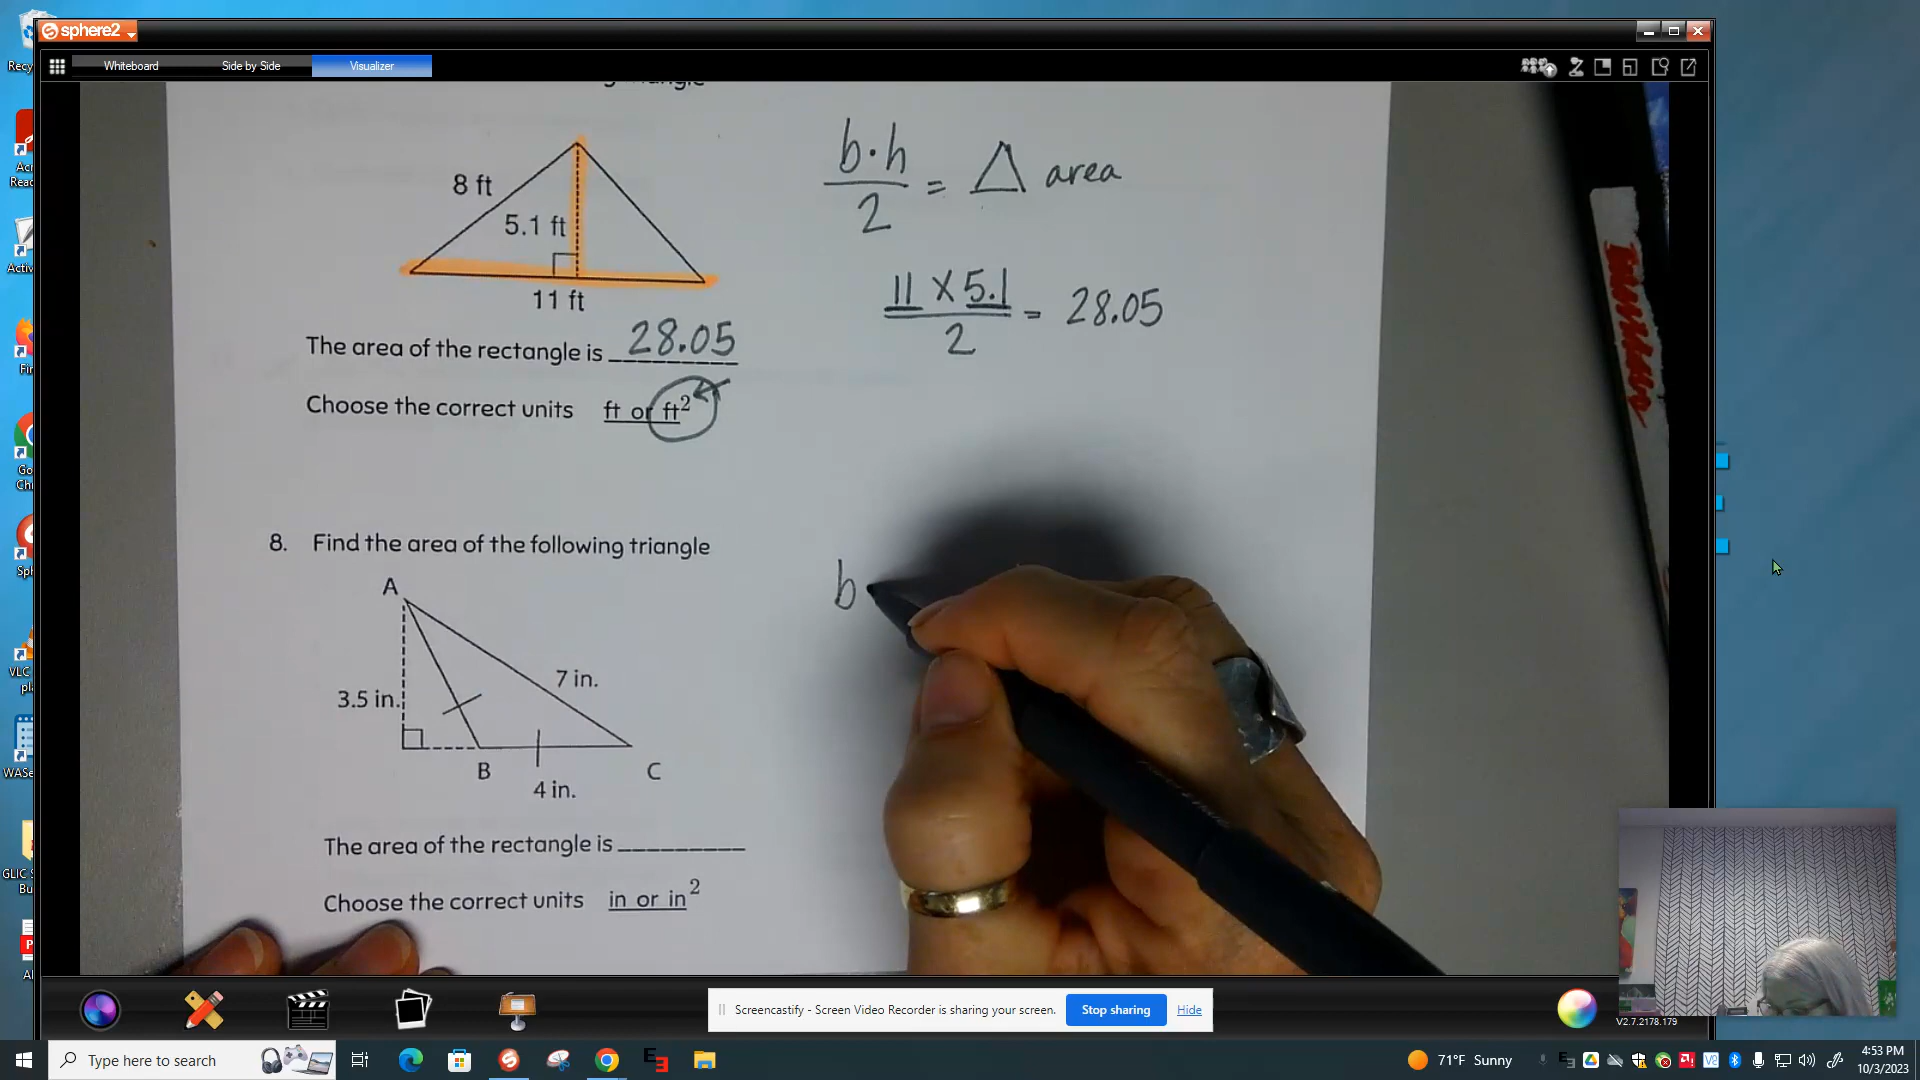 sphere2
Whiteboard Side by Side Visualizer
8 ft
5.1 ft
11 ft
b · h
2
= △ area
11 X 5.1
2
= 28.05
The area of the rectangle is 28.05
Choose the correct units ft or ft²
8. Find the area of the following triangle
A
3.5 in.
7 in.
B
C
4 in.
b
The area of the rectangle is _________
Choose the correct units in or in²
Screencastify - Screen Video Recorder is sharing your screen. Stop sharing Hide
V2.7.2178.179
Type here to search
71°F Sunny
4:53 PM
10/3/2023